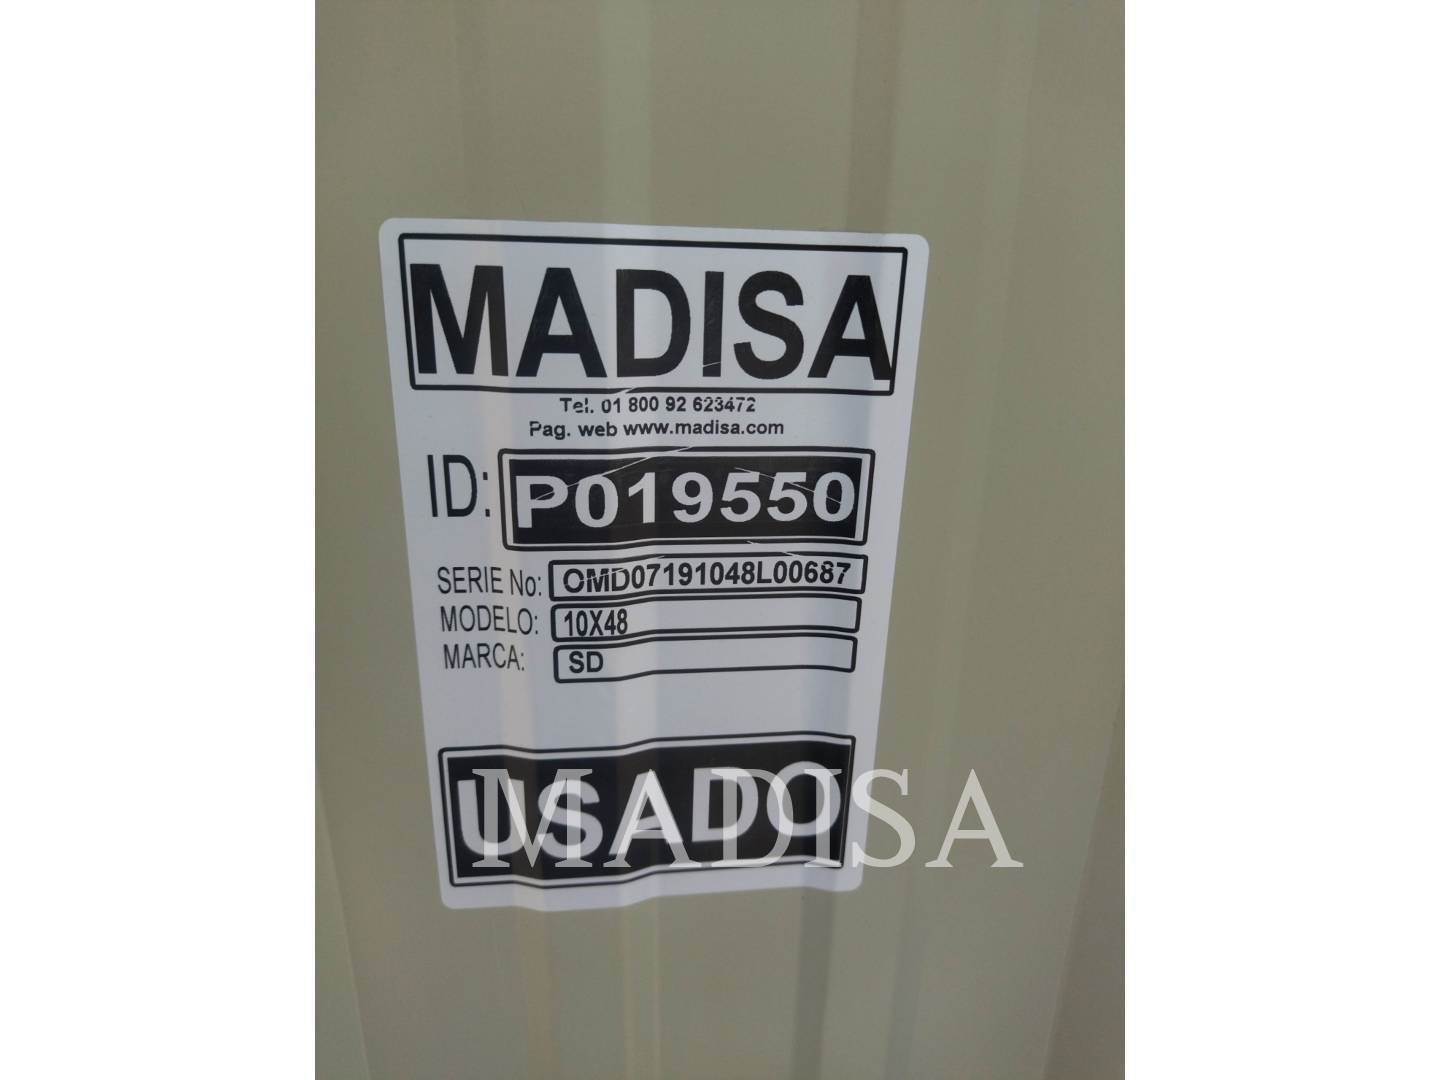 MADISA
Tel. 01 800 92 623472
Pag. web www.madisa.com
ID: P019550
SERIE No: OMD07191048L00687
MODELO: 10X48
MARCA: SD
USADO
MADISA